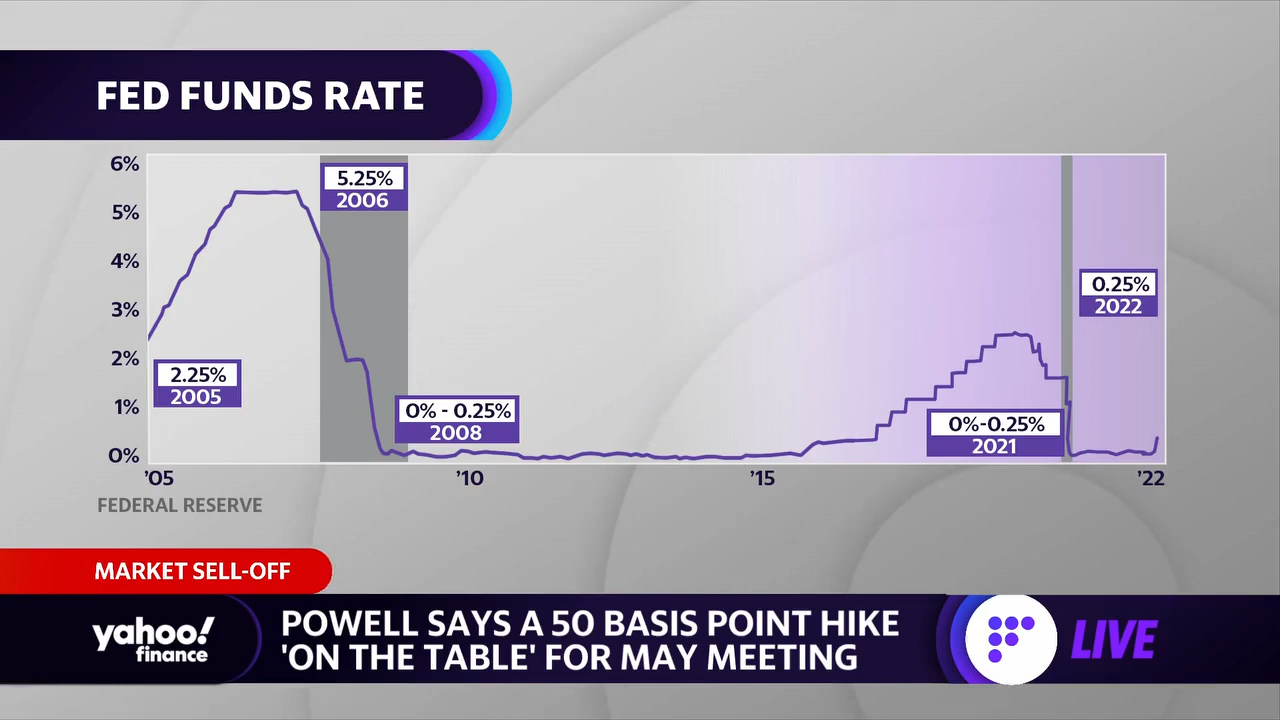 FED FUNDS RATE
6%
5%
4%
3%
2%
1%
0%
5.25%
2006
2.25%
2005
0% - 0.25%
2008
0%-0.25%
2021
0.25%
2022
'05
'10
'15
'22
FEDERAL RESERVE
MARKET SELL-OFF
yahoo!
finance
POWELL SAYS A 50 BASIS POINT HIKE
'ON THE TABLE' FOR MAY MEETING
LIVE